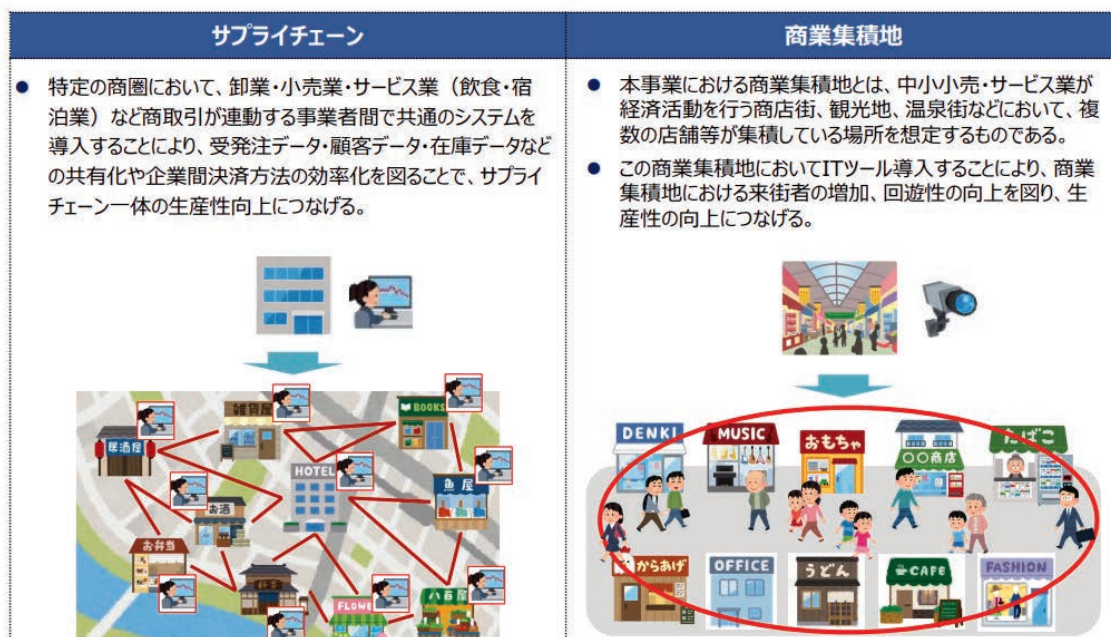 サプライチェーン
● 特定の商圏において、卸業・小売業・サービス業（飲食・宿
泊業）など商取引が連動する事業者間で共通のシステムを
導入することにより、受発注データ・顧客データ・在庫データなど
の共有化や企業間決済方法の効率化を図ることで、サプライ
チェーン一体の生産性向上につなげる。
雑貨屋
BOOKS
居酒屋
HOTEL
魚屋
お酒
お弁当
FLOWE
八百屋
商業集積地
● 本事業における商業集積地とは、中小小売・サービス業が
経済活動を行う商店街、観光地、温泉街などにおいて、複
数の店舗等が集積している場所を想定するものである。
● この商業集積地においてITツール導入することにより、商業
集積地における来街者の増加、回遊性の向上を図り、生
産性の向上につなげる。
DENKI
MUSIC
おもちゃ
〇〇商店
たばこ
からあげ
OFFICE
うどん
CAFE
FASHION